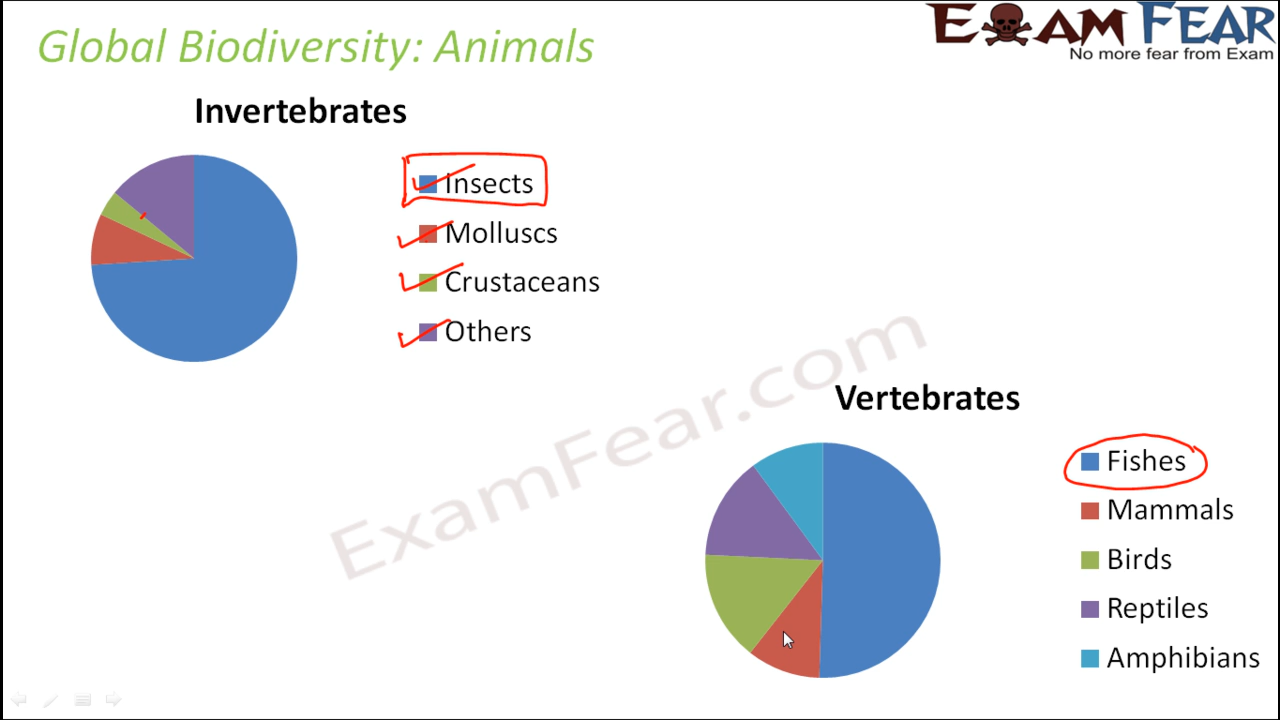 Global Biodiversity: Animals
EXAM FEAR
No more fear from Exam
Invertebrates
Insects
Molluscs
Crustaceans
Others
ExamFear.com
Vertebrates
Fishes
Mammals
Birds
Reptiles
Amphibians